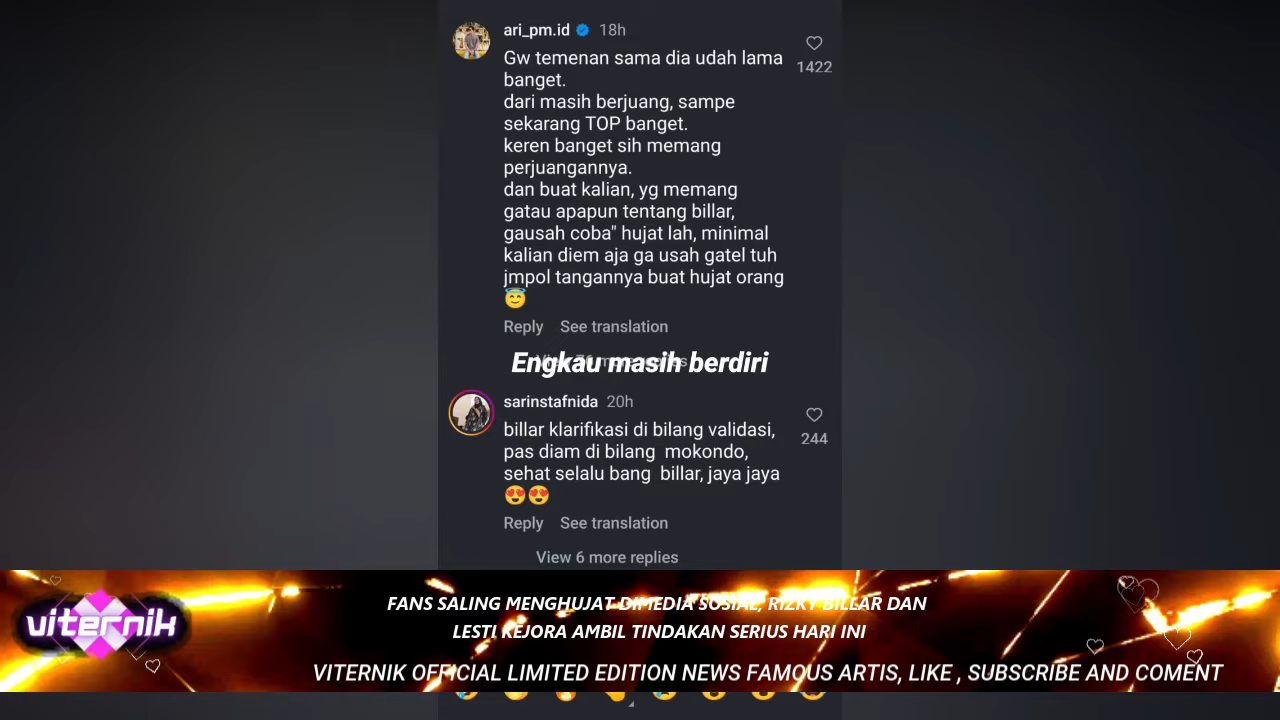 ari_pm.id 18h
Gw temenan sama dia udah lama
banget.
1422
dari masih berjuang, sampe
sekarang TOP banget.
keren banget sih memang
perjuangannya.
dan buat kalian, yg memang
gatau apapun tentang billar,
gausah coba" hujat lah, minimal
kalian diem aja ga usah gatel tuh
jmpol tangannya buat hujat orang
Reply See translation
Engkau masih berdiri
sarinstafnida 20h
billar klarifikasi di bilang validasi,
244
pas diam di bilang mokondo,
sehat selalu bang billar, jaya jaya
Reply See translation
View 6 more replies
viternik
FANS SALING MENGHUJAT DIMEDIA SOSIAL, RIZKY BILLAR DAN
LESTI KEJORA AMBIL TINDAKAN SERIUS HARI INI
VITERNIK OFFICIAL LIMITED EDITION NEWS FAMOUS ARTIS, LIKE , SUBSCRIBE AND COMENT